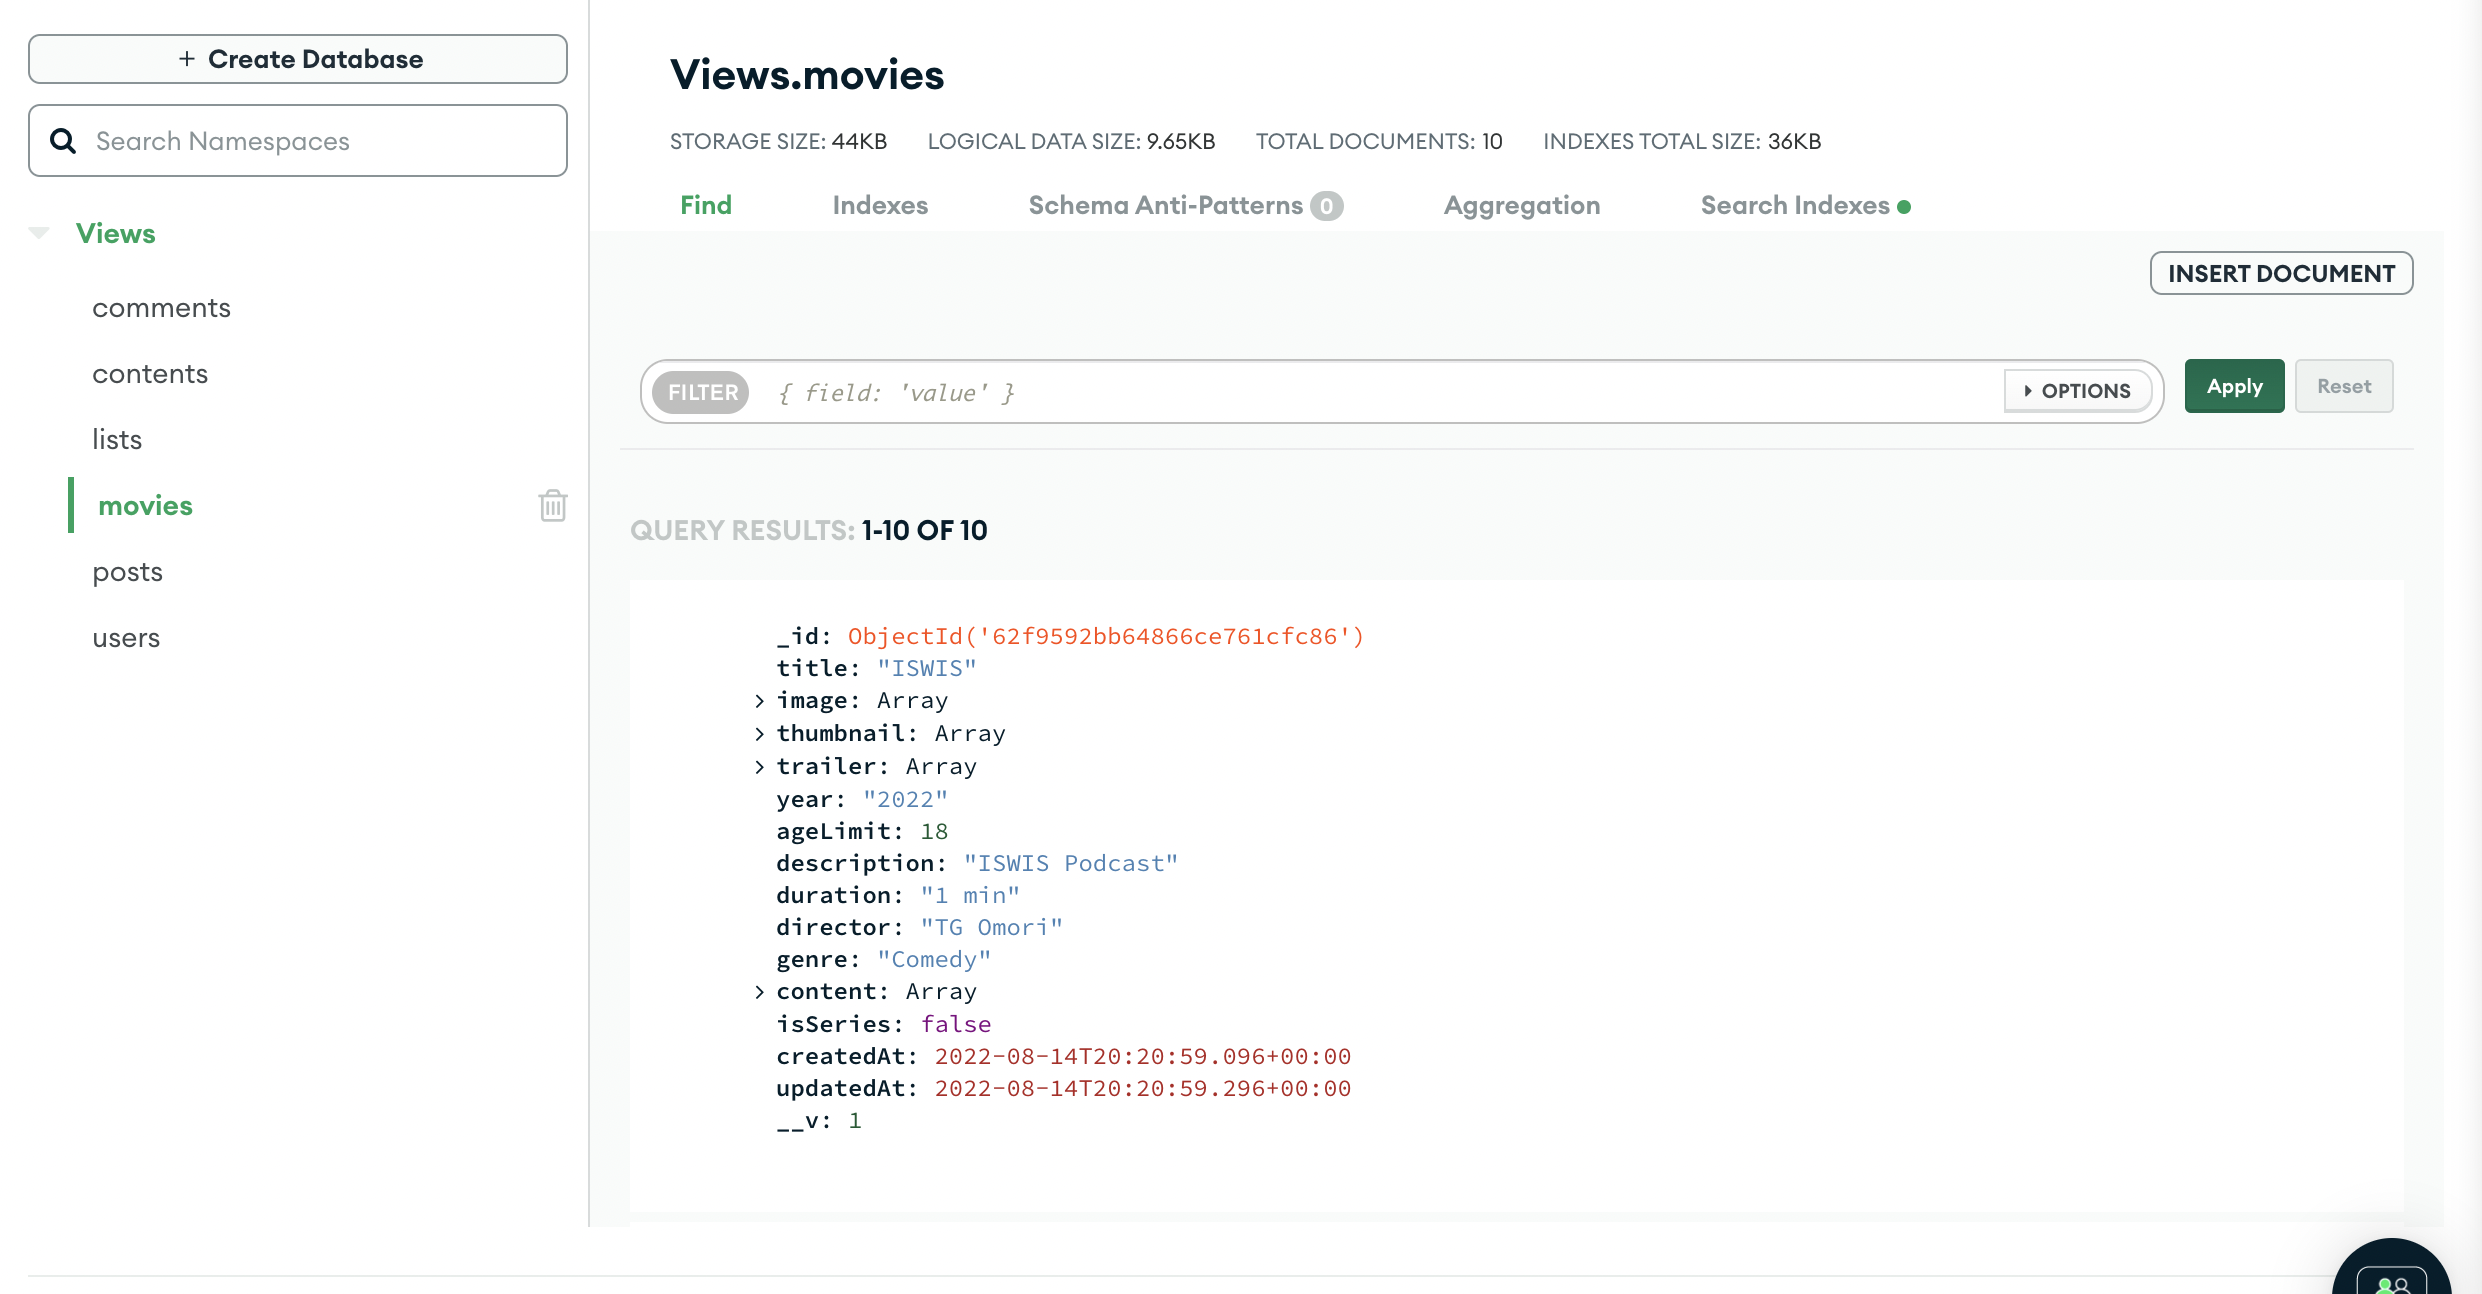 + Create Database
Search Namespaces
Views
comments
contents
lists
movies
posts
users
Views.movies
STORAGE SIZE: 44KB LOGICAL DATA SIZE: 9.65KB TOTAL DOCUMENTS: 10 INDEXES TOTAL SIZE: 36KB
Find Indexes Schema Anti-Patterns 0 Aggregation Search Indexes
INSERT DOCUMENT
FILTER { field: 'value' } OPTIONS Apply Reset
QUERY RESULTS: 1-10 OF 10
_id: ObjectId('62f9592bb64866ce761cfc86')
title: "ISWIS"
image: Array
thumbnail: Array
trailer: Array
year: "2022"
ageLimit: 18
description: "ISWIS Podcast"
duration: "1 min"
director: "TG Omori"
genre: "Comedy"
content: Array
isSeries: false
createdAt: 2022-08-14T20:20:59.096+00:00
updatedAt: 2022-08-14T20:20:59.296+00:00
__v: 1